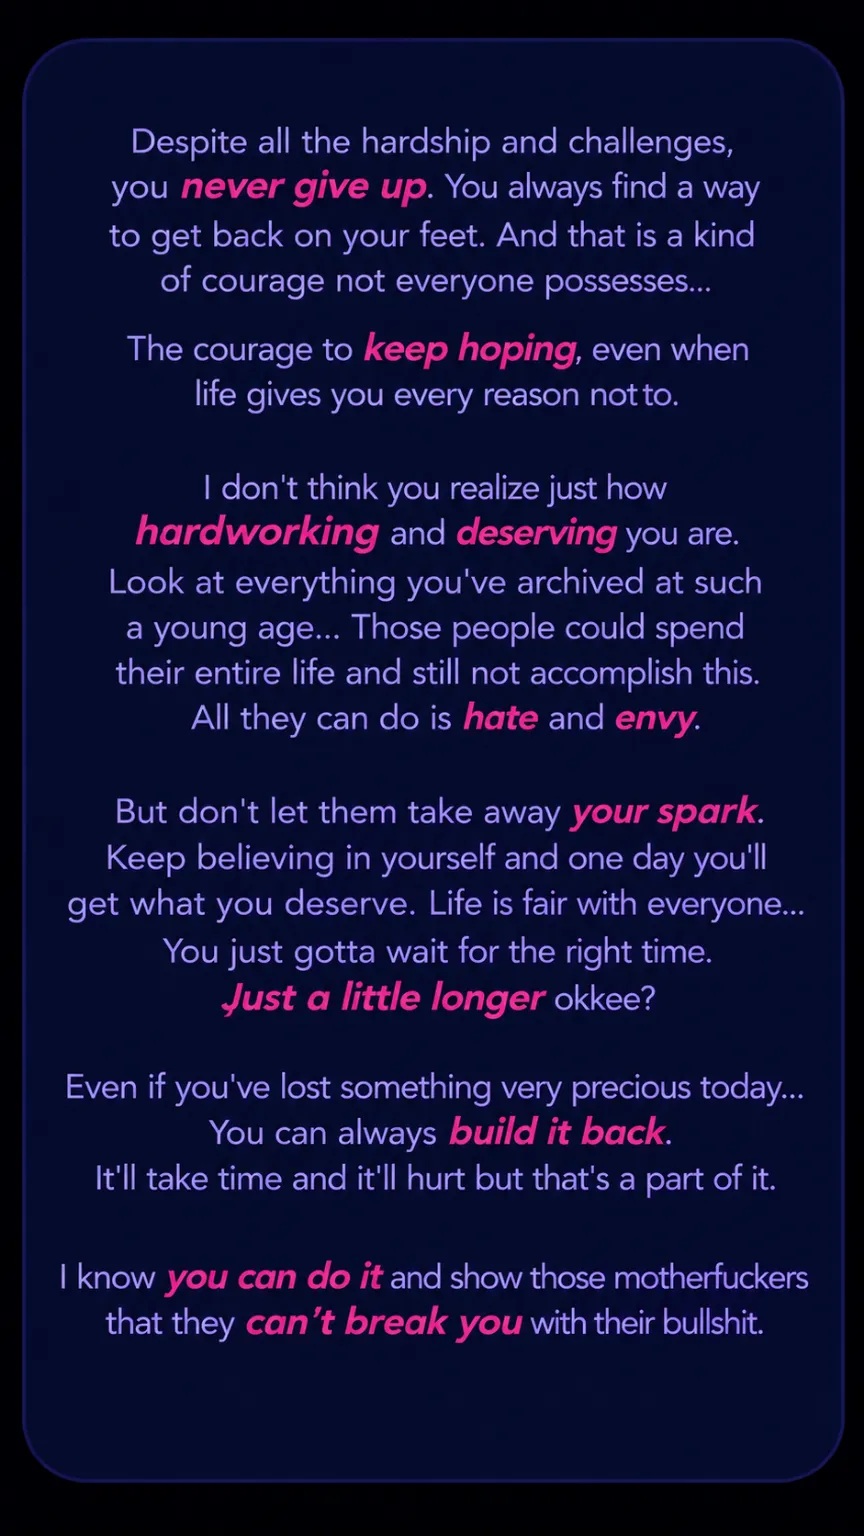 Despite all the hardship and challenges,
you never give up. You always find a way
to get back on your feet. And that is a kind
of courage not everyone possesses...
The courage to keep hoping, even when
life gives you every reason not to.
I don't think you realize just how
hardworking and deserving you are.
Look at everything you've archived at such
a young age... Those people could spend
their entire life and still not accomplish this.
All they can do is hate and envy.
But don't let them take away your spark.
Keep believing in yourself and one day you'll
get what you deserve. Life is fair with everyone...
You just gotta wait for the right time.
Just a little longer okkee?
Even if you've lost something very precious today...
You can always build it back.
It'll take time and it'll hurt but that's a part of it.
I know you can do it and show those motherfuckers
that they can’t break you with their bullshit.